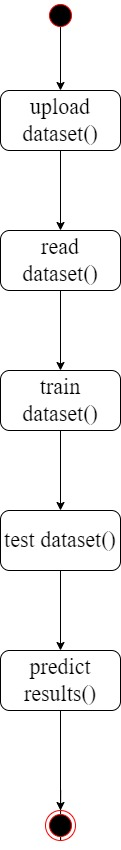 upload
dataset()
read
dataset()
train
dataset()
test dataset()
predict
results()